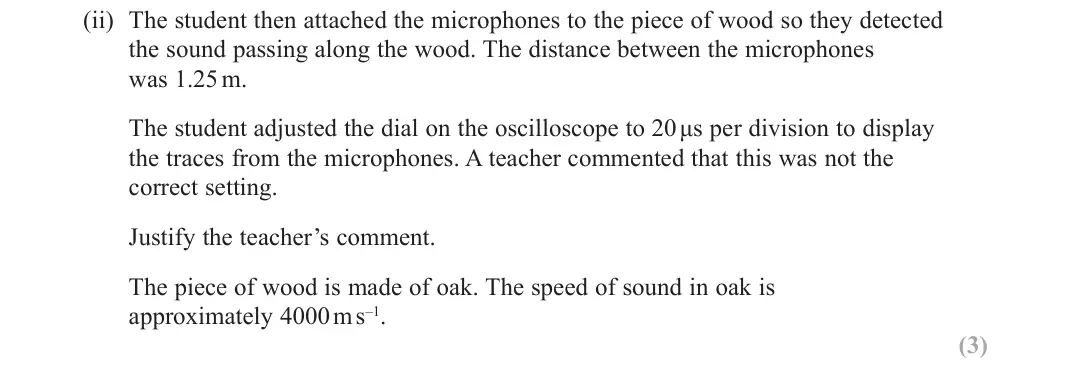 (ii) The student then attached the microphones to the piece of wood so they detected
the sound passing along the wood. The distance between the microphones
was 1.25 m.
The student adjusted the dial on the oscilloscope to 20 μs per division to display
the traces from the microphones. A teacher commented that this was not the
correct setting.
Justify the teacher’s comment.
The piece of wood is made of oak. The speed of sound in oak is
approximately 4000 m s⁻¹.
(3)